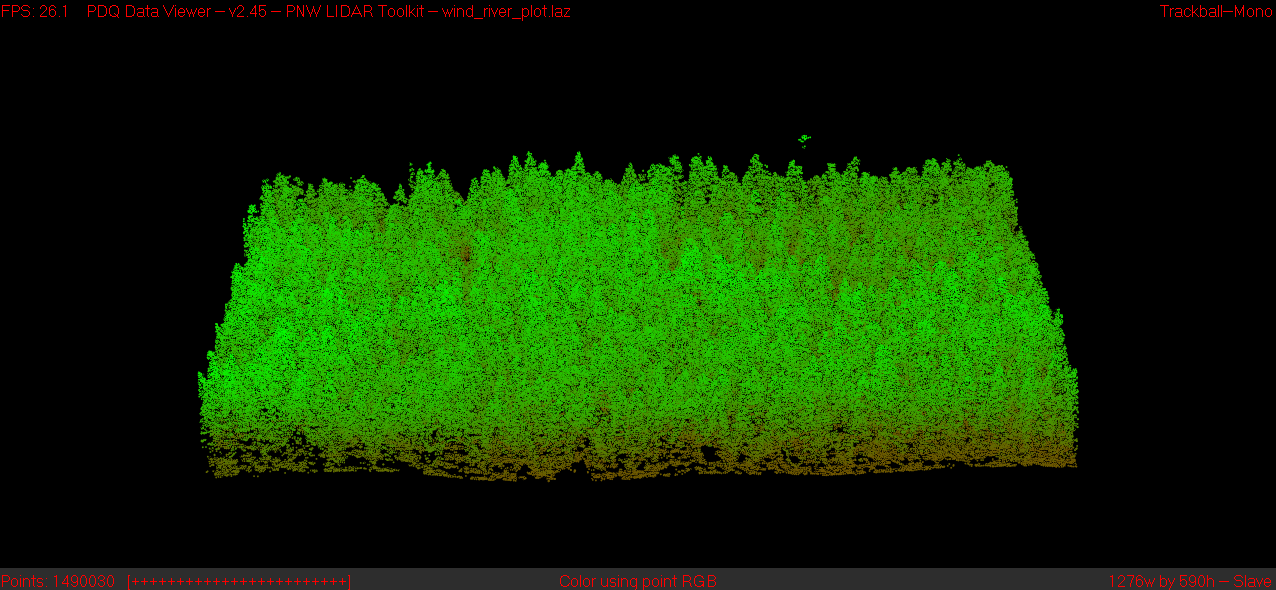 FPS: 26.1 PDQ Data Viewer - v2.45 - PNW LIDAR Toolkit - wind_river_plot.laz Trackball-Mono
Points: 1490030 [++++++++++++++++++++++++] Color using point RGB 1276w by 590h - Slave